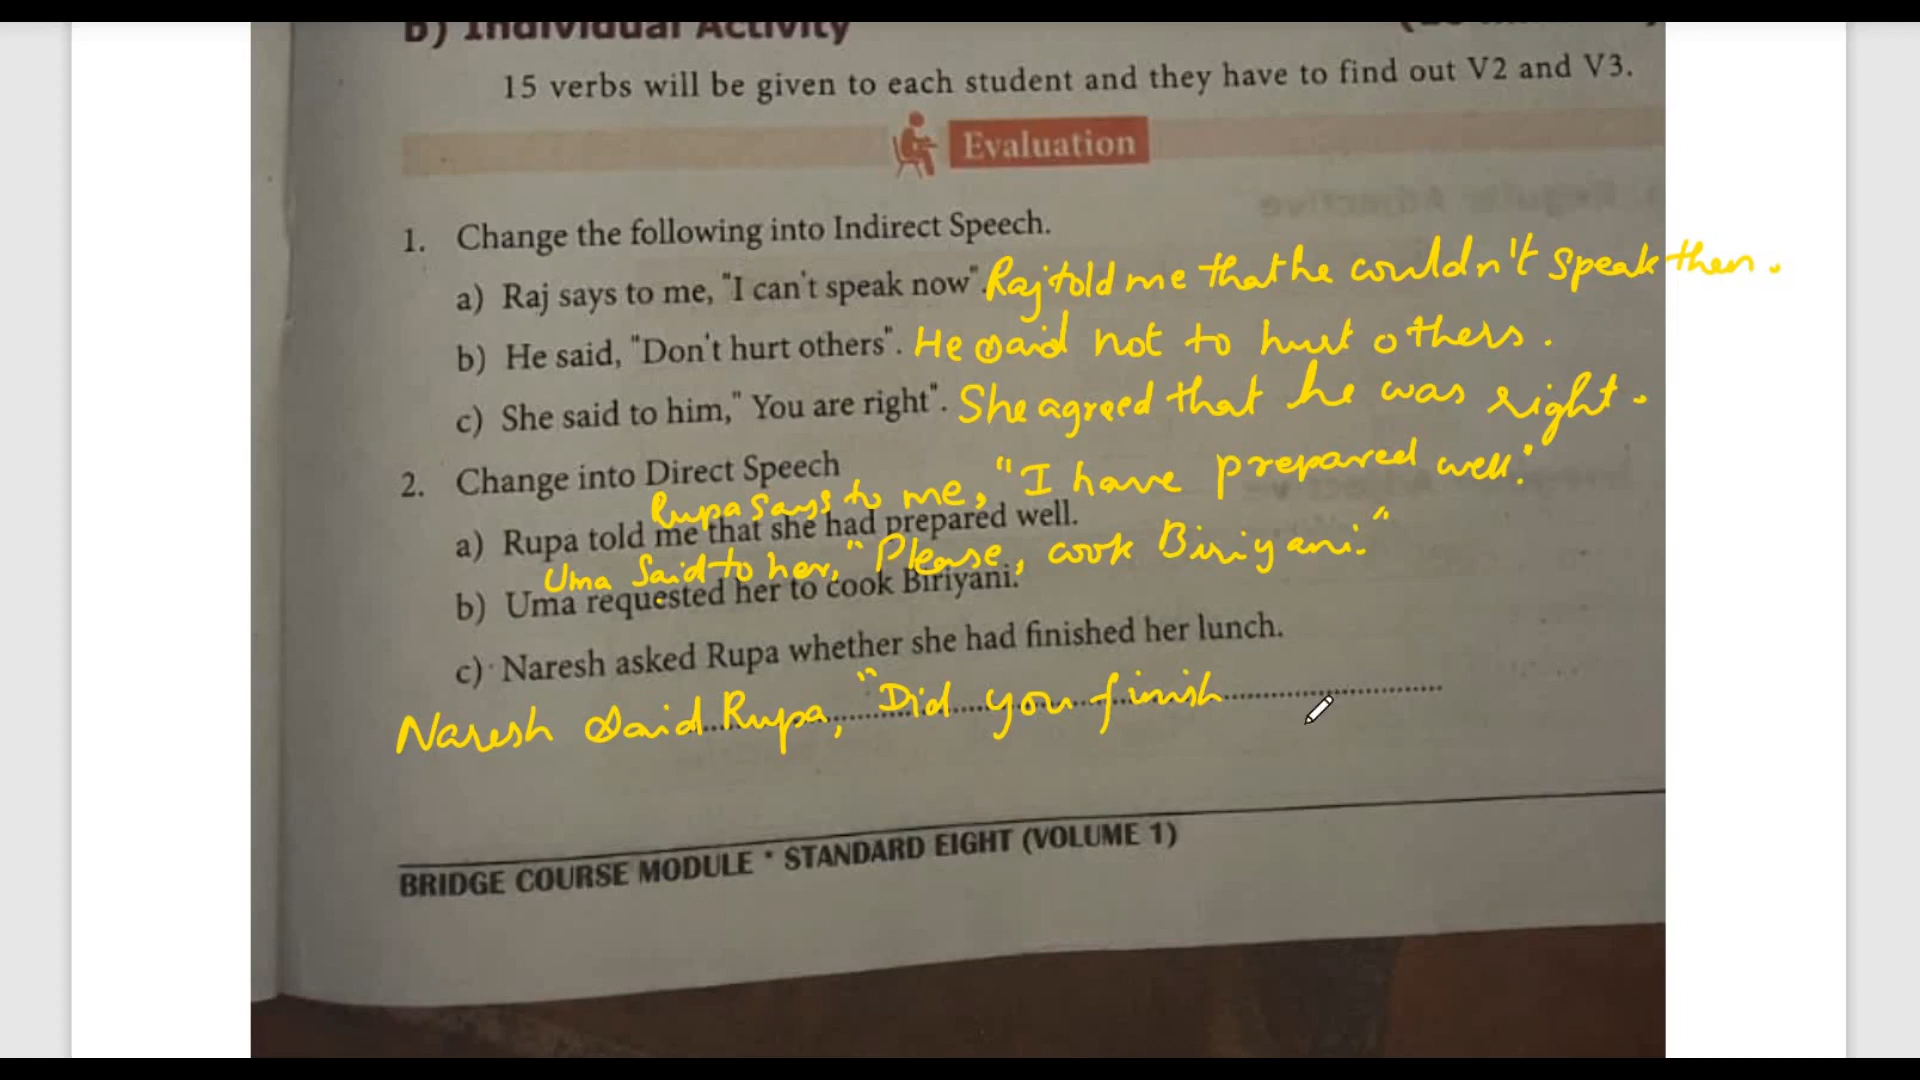 b) Individual Activity
15 verbs will be given to each student and they have to find out V2 and V3.
Evaluation
1. Change the following into Indirect Speech.
a) Raj says to me, "I can't speak now". Raj told me that he couldn't speak then.
b) He said, "Don't hurt others". He said not to hurt others.
c) She said to him," You are right". She agreed that he was right.
2. Change into Direct Speech
Rupa says to me, "I have prepared well."
a) Rupa told me that she had prepared well.
Uma said to her, "Please, cook Biriyani."
b) Uma requested her to cook Biriyani.
c) Naresh asked Rupa whether she had finished her lunch.
Naresh said Rupa, "Did you finish
BRIDGE COURSE MODULE * STANDARD EIGHT (VOLUME 1)